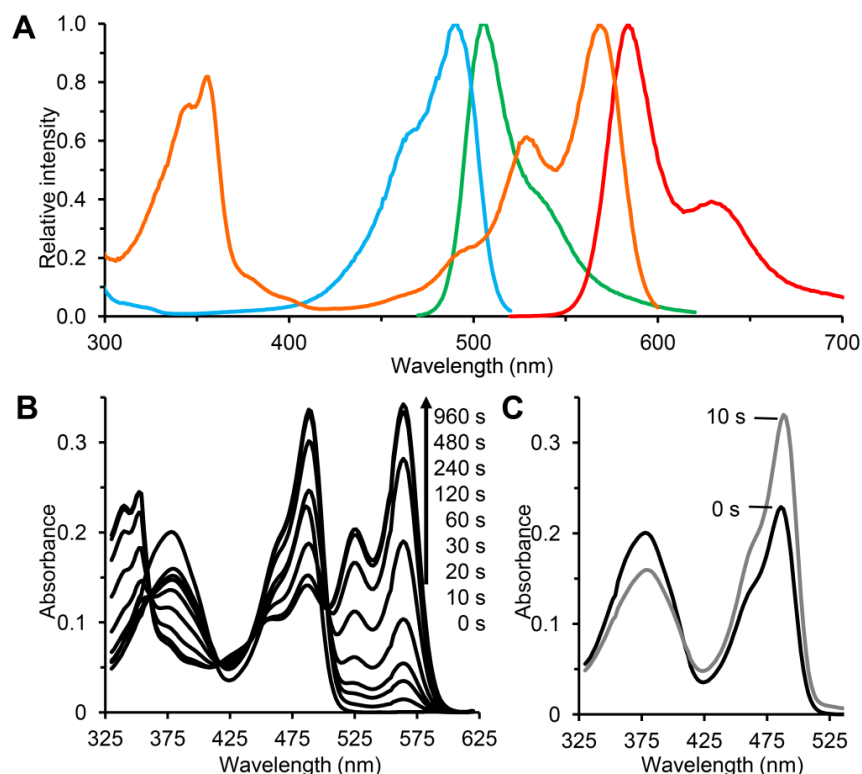 A
Relative intensity
1.0
0.8
0.6
0.4
0.2
0.0
300 400 500 600 700
Wavelength (nm)
B
Absorbance
0.3
0.2
0.1
0
960 s
480 s
240 s
120 s
60 s
30 s
20 s
10 s
0 s
325 375 425 475 525 575 625
Wavelength (nm)
C
Absorbance
0.3
0.2
0.1
0
10 s
0 s
325 375 425 475 525
Wavelength (nm)